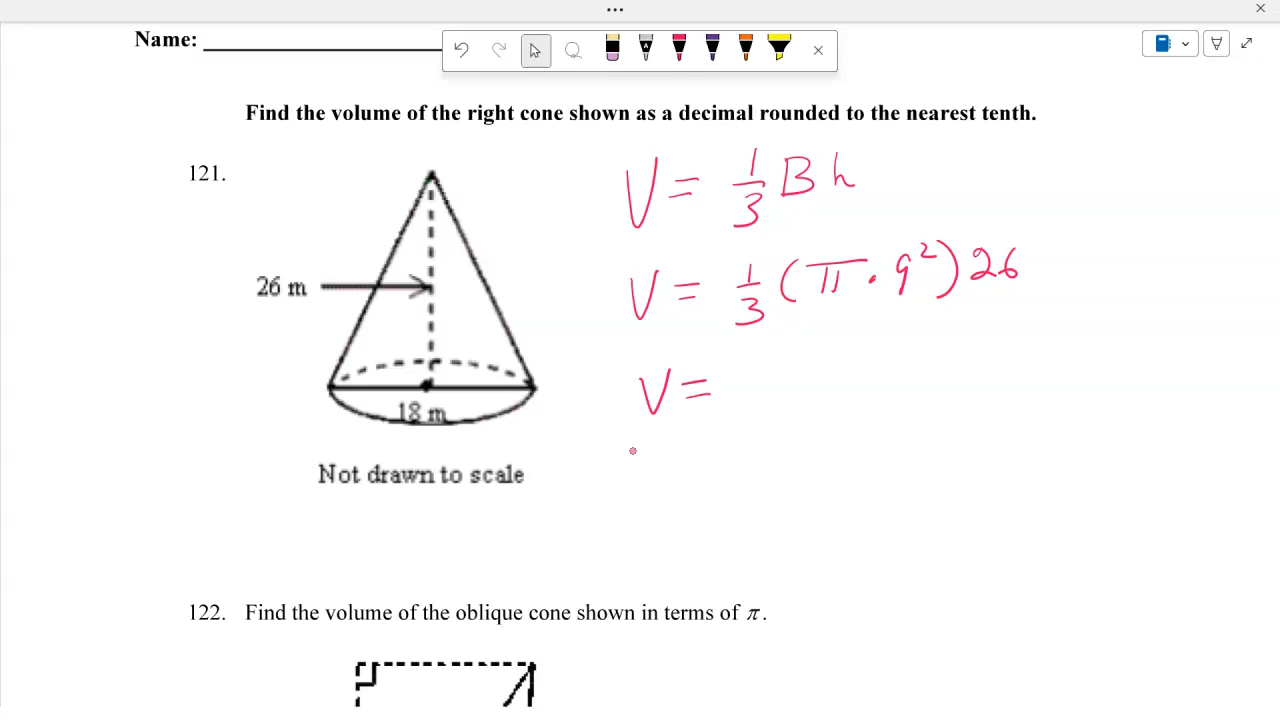 Name: ____________________
Find the volume of the right cone shown as a decimal rounded to the nearest tenth.
121.
26 m
18 m
Not drawn to scale
V = 1/3 B h
V = 1/3 (π · 9²) 26
V =
122. Find the volume of the oblique cone shown in terms of π.